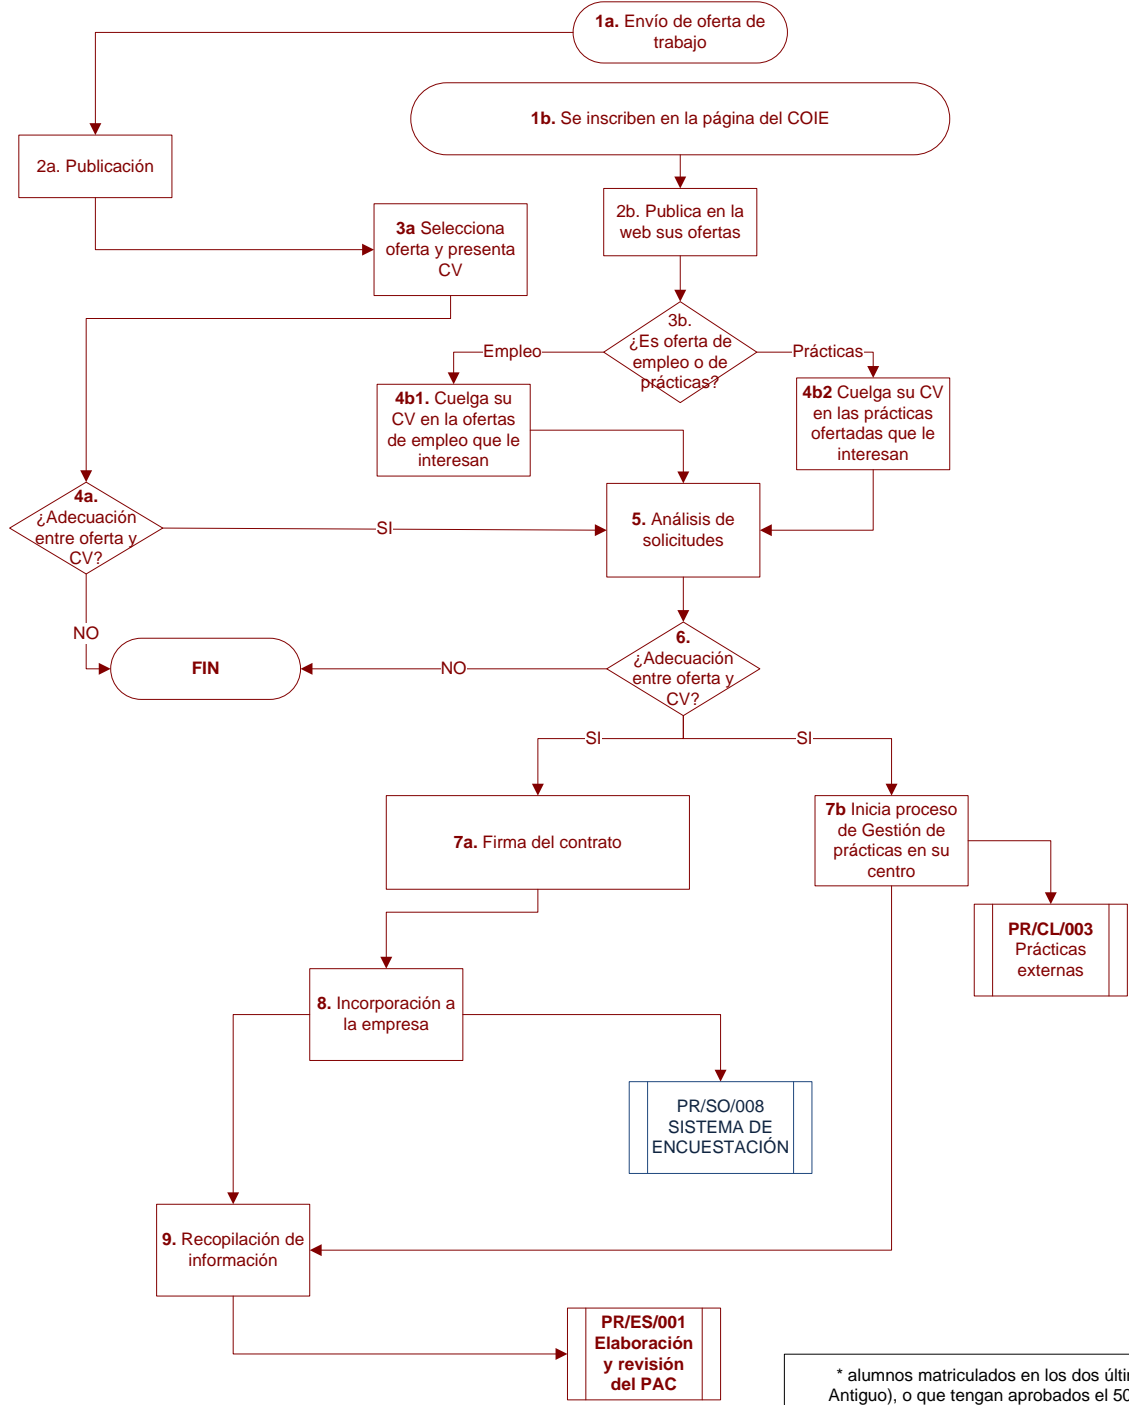 1a. Envío de oferta de
trabajo
1b. Se inscriben en la página del COIE
2a. Publicación
2b. Publica en la
web sus ofertas
3a Selecciona
oferta y presenta
CV
3b.
¿Es oferta de
empleo o de
prácticas?
Empleo
Prácticas
4b1. Cuelga su
CV en la ofertas
de empleo que le
interesan
4b2 Cuelga su CV
en las prácticas
ofertadas que le
interesan
4a.
¿Adecuación
entre oferta y
CV?
SI
5. Análisis de
solicitudes
NO
FIN
NO
6.
¿Adecuación
entre oferta y
CV?
SI
SI
7a. Firma del contrato
7b Inicia proceso
de Gestión de
prácticas en su
centro
PR/CL/003
Prácticas
externas
8. Incorporación a
la empresa
PR/SO/008
SISTEMA DE
ENCUESTACIÓN
9. Recopilación de
información
PR/ES/001
Elaboración
y revisión
del PAC
* alumnos matriculados en los dos últi
Antiguo), o que tengan aprobados el 50